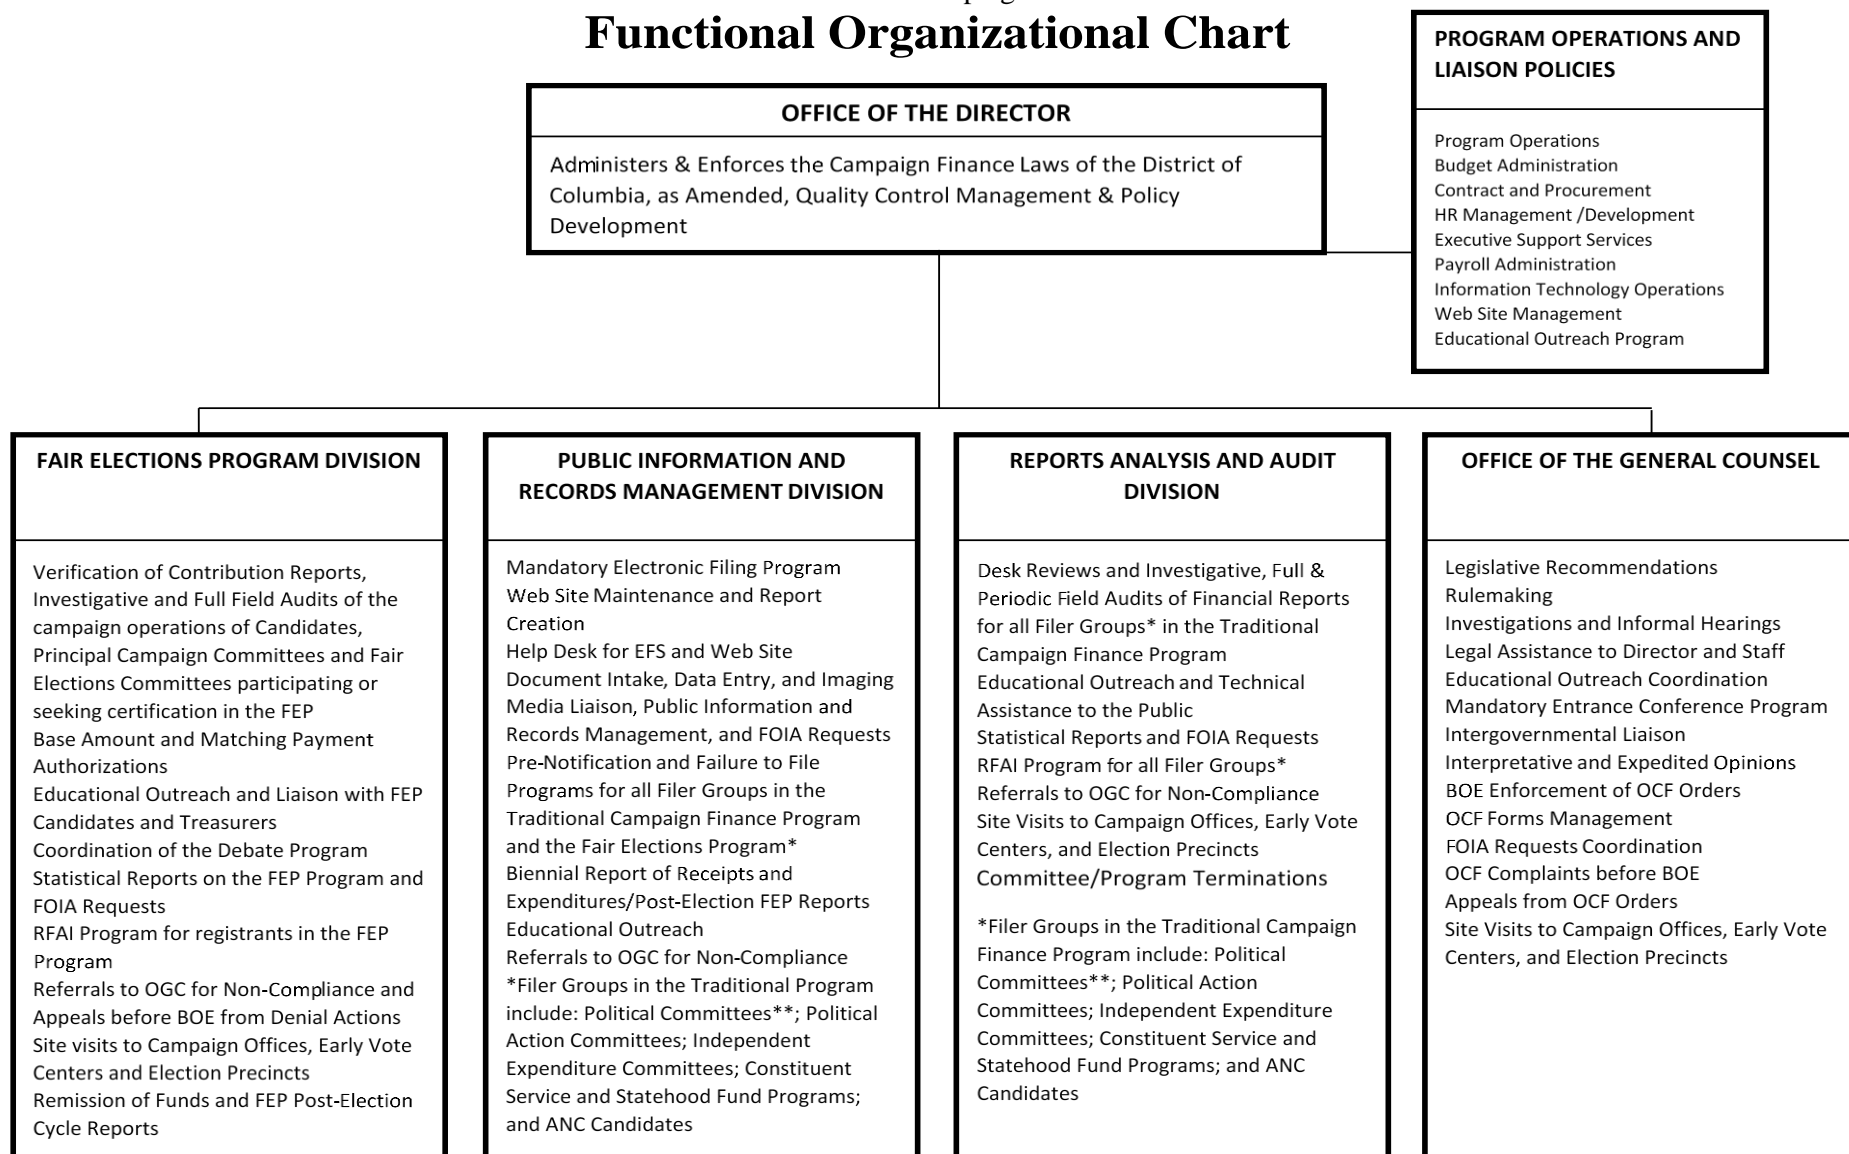 Functional Organizational Chart
OFFICE OF THE DIRECTOR
Administers & Enforces the Campaign Finance Laws of the District of
Columbia, as Amended, Quality Control Management & Policy
Development
PROGRAM OPERATIONS AND
LIAISON POLICIES
Program Operations
Budget Administration
Contract and Procurement
HR Management /Development
Executive Support Services
Payroll Administration
Information Technology Operations
Web Site Management
Educational Outreach Program
FAIR ELECTIONS PROGRAM DIVISION
Verification of Contribution Reports,
Investigative and Full Field Audits of the
campaign operations of Candidates,
Principal Campaign Committees and Fair
Elections Committees participating or
seeking certification in the FEP
Base Amount and Matching Payment
Authorizations
Educational Outreach and Liaison with FEP
Candidates and Treasurers
Coordination of the Debate Program
Statistical Reports on the FEP Program and
FOIA Requests
RFAI Program for registrants in the FEP
Program
Referrals to OGC for Non-Compliance and
Appeals before BOE from Denial Actions
Site visits to Campaign Offices, Early Vote
Centers and Election Precincts
Remission of Funds and FEP Post-Election
Cycle Reports
PUBLIC INFORMATION AND
RECORDS MANAGEMENT DIVISION
Mandatory Electronic Filing Program
Web Site Maintenance and Report
Creation
Help Desk for EFS and Web Site
Document Intake, Data Entry, and Imaging
Media Liaison, Public Information and
Records Management, and FOIA Requests
Pre-Notification and Failure to File
Programs for all Filer Groups in the
Traditional Campaign Finance Program
and the Fair Elections Program*
Biennial Report of Receipts and
Expenditures/Post-Election FEP Reports
Educational Outreach
Referrals to OGC for Non-Compliance
*Filer Groups in the Traditional Program
include: Political Committees**; Political
Action Committees; Independent
Expenditure Committees; Constituent
Service and Statehood Fund Programs;
and ANC Candidates
REPORTS ANALYSIS AND AUDIT
DIVISION
Desk Reviews and Investigative, Full &
Periodic Field Audits of Financial Reports
for all Filer Groups* in the Traditional
Campaign Finance Program
Educational Outreach and Technical
Assistance to the Public
Statistical Reports and FOIA Requests
RFAI Program for all Filer Groups*
Referrals to OGC for Non-Compliance
Site Visits to Campaign Offices, Early Vote
Centers, and Election Precincts
Committee/Program Terminations
*Filer Groups in the Traditional Campaign
Finance Program include: Political
Committees**; Political Action
Committees; Independent Expenditure
Committees; Constituent Service and
Statehood Fund Programs; and ANC
Candidates
OFFICE OF THE GENERAL COUNSEL
Legislative Recommendations
Rulemaking
Investigations and Informal Hearings
Legal Assistance to Director and Staff
Educational Outreach Coordination
Mandatory Entrance Conference Program
Intergovernmental Liaison
Interpretative and Expedited Opinions
BOE Enforcement of OCF Orders
OCF Forms Management
FOIA Requests Coordination
OCF Complaints before BOE
Appeals from OCF Orders
Site Visits to Campaign Offices, Early Vote
Centers, and Election Precincts